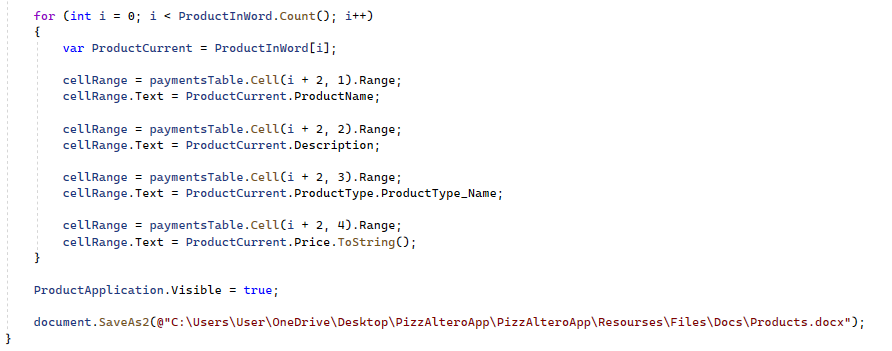 for (int i = 0; i < ProductInWord.Count(); i++)
{
var ProductCurrent = ProductInWord[i];
cellRange = paymentsTable.Cell(i + 2, 1).Range;
cellRange.Text = ProductCurrent.ProductName;
cellRange = paymentsTable.Cell(i + 2, 2).Range;
cellRange.Text = ProductCurrent.Description;
cellRange = paymentsTable.Cell(i + 2, 3).Range;
cellRange.Text = ProductCurrent.ProductType.ProductType_Name;
cellRange = paymentsTable.Cell(i + 2, 4).Range;
cellRange.Text = ProductCurrent.Price.ToString();
}
ProductApplication.Visible = true;
document.SaveAs2(@"C:\Users\User\OneDrive\Desktop\PizzAlteroApp\PizzAlteroApp\Resourses\Files\Docs\Products.docx");
}